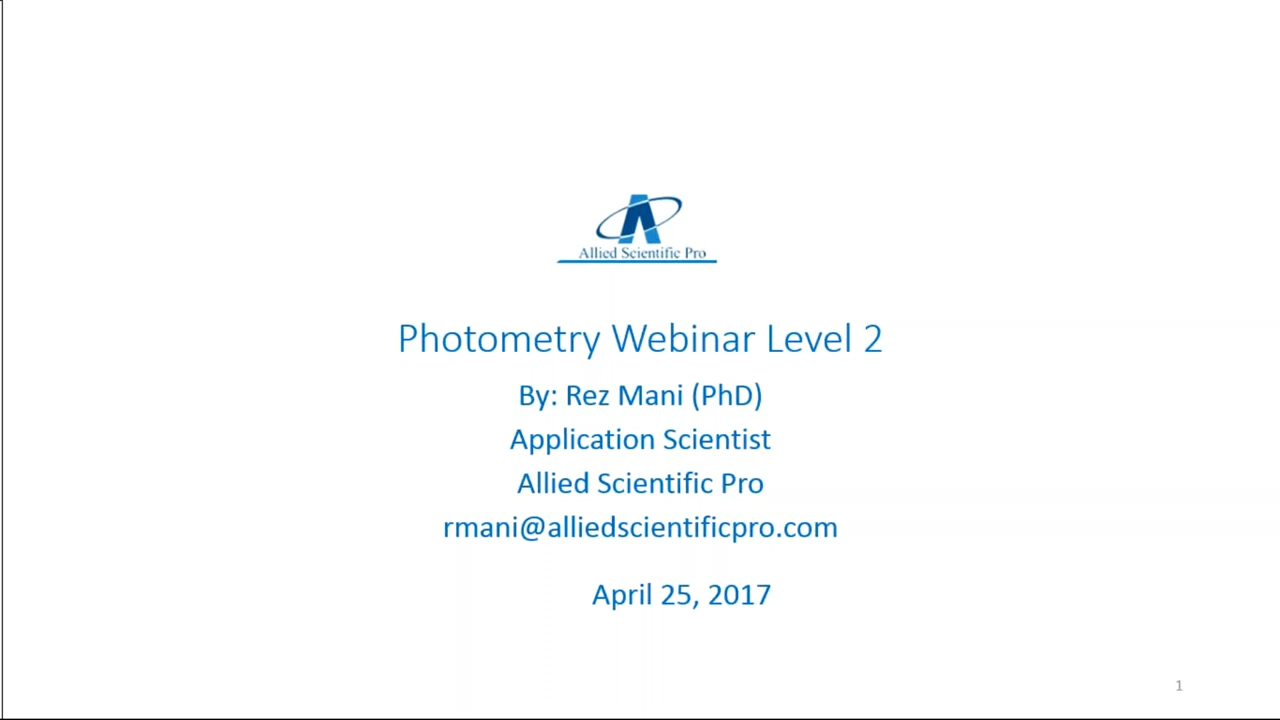 Allied Scientific Pro
Photometry Webinar Level 2
By: Rez Mani (PhD)
Application Scientist
Allied Scientific Pro
rmani@alliedscientificpro.com
April 25, 2017
1